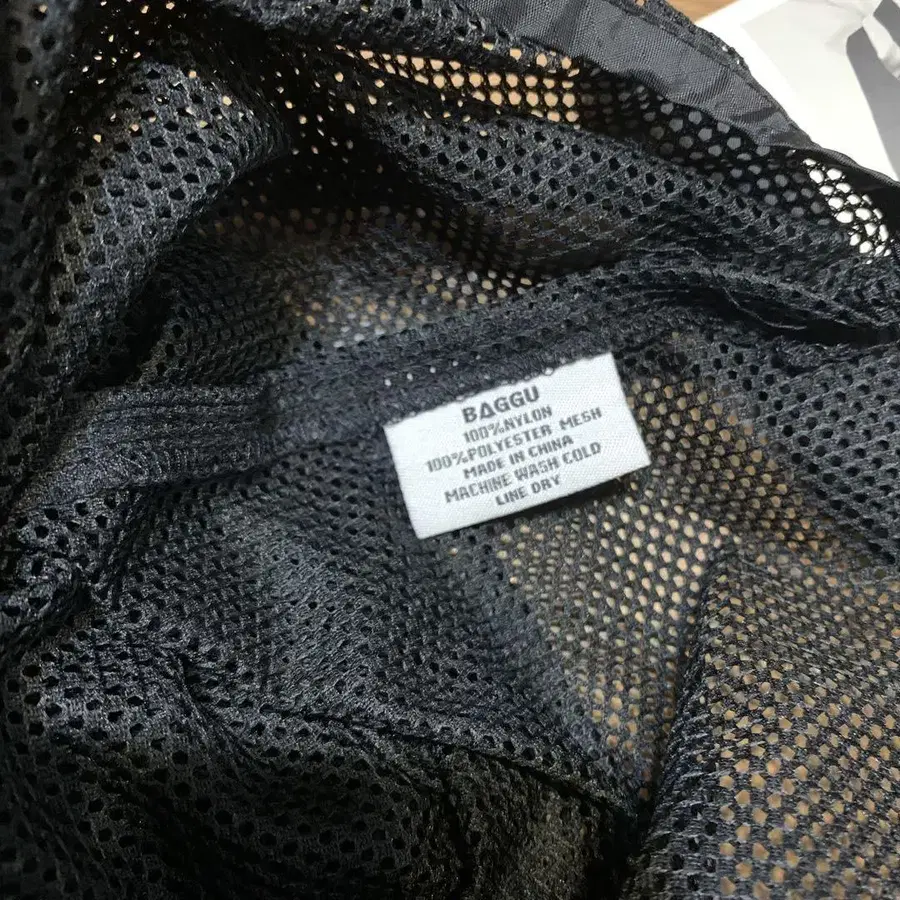 BAGGU
100%NYLON
100%POLYESTER MESH
MADE IN CHINA
MACHINE WASH COLD
LINE DRY